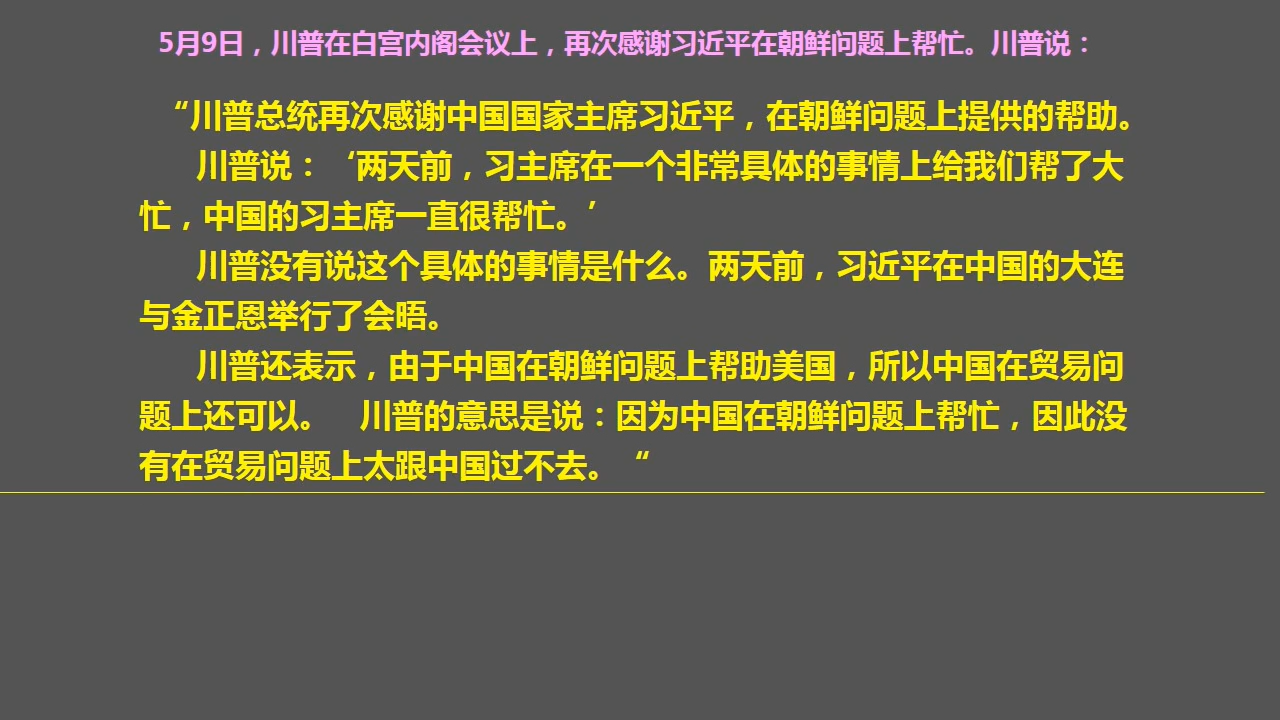 5月9日，川普在白宫内阁会议上，再次感谢习近平在朝鲜问题上帮忙。川普说：
“川普总统再次感谢中国国家主席习近平，在朝鲜问题上提供的帮助。
川普说：‘两天前，习主席在一个非常具体的事情上给我们帮了大
忙，中国的习主席一直很帮忙。’
川普没有说这个具体的事情是什么。两天前，习近平在中国的大连
与金正恩举行了会晤。
川普还表示，由于中国在朝鲜问题上帮助美国，所以中国在贸易问
题上还可以。 川普的意思是说：因为中国在朝鲜问题上帮忙，因此没
有在贸易问题上太跟中国过不去。“